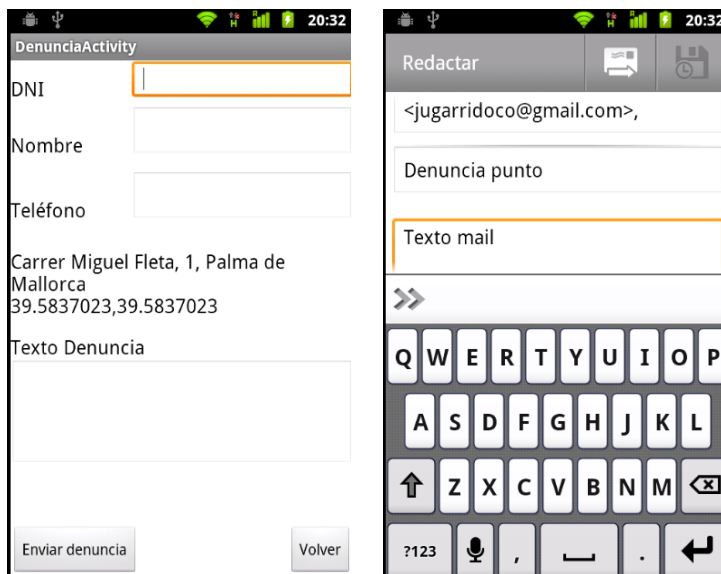 20:32
DenunciaActivity
DNI
Nombre
Teléfono
Carrer Miguel Fleta, 1, Palma de
Mallorca
39.5837023,39.5837023
Texto Denuncia
Enviar denuncia
Volver
20:32
Redactar
<jugarridoco@gmail.com>,
Denuncia punto
Texto mail
Q W E R T Y U I O P
A S D F G H J K L
Z X C V B N M
?123 , .